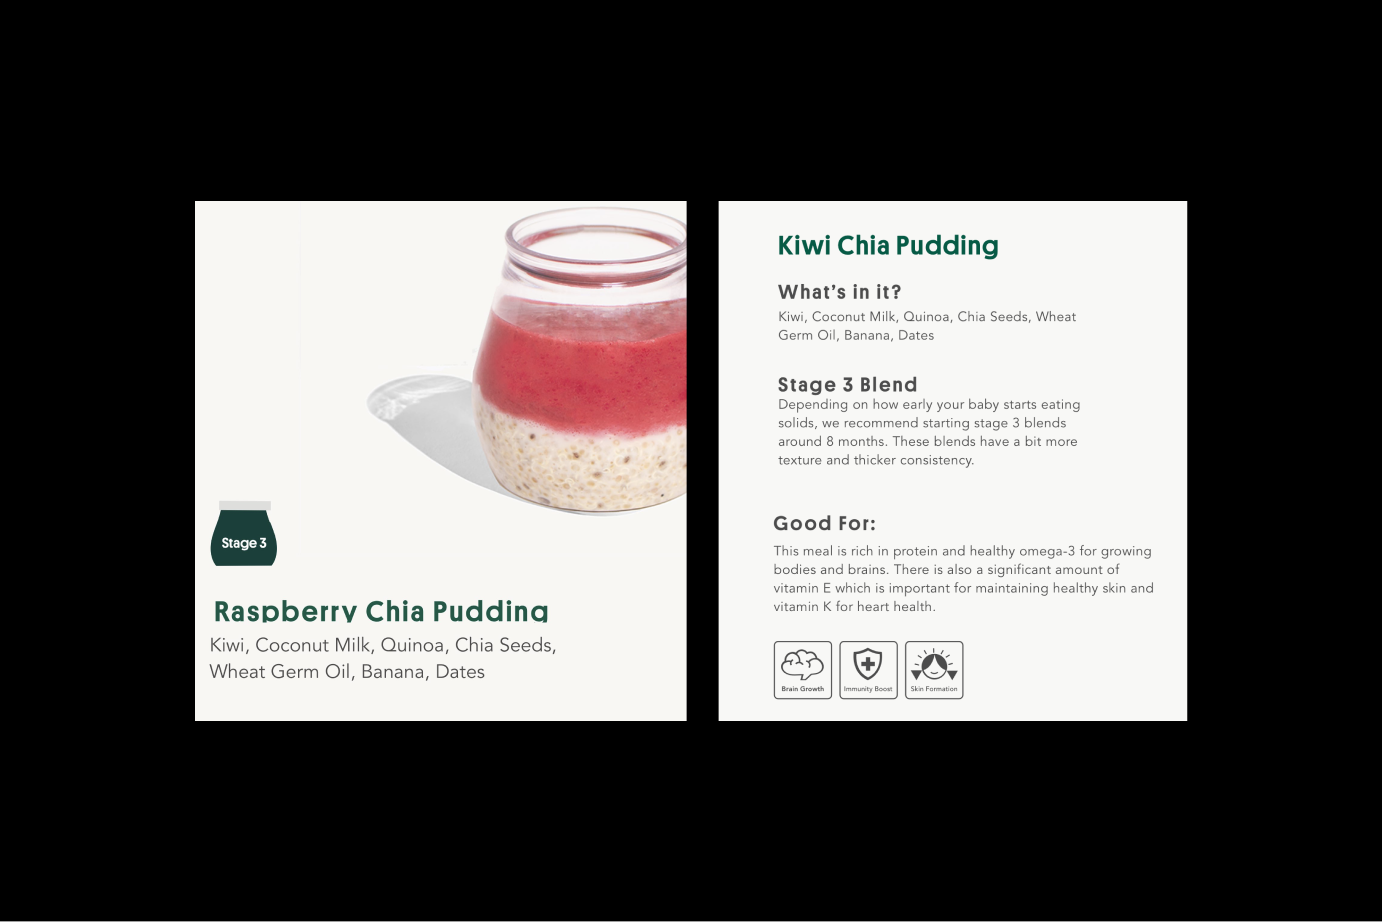 Stage 3
Raspberry Chia Pudding
Kiwi, Coconut Milk, Quinoa, Chia Seeds,
Wheat Germ Oil, Banana, Dates
Kiwi Chia Pudding
What's in it?
Kiwi, Coconut Milk, Quinoa, Chia Seeds, Wheat
Germ Oil, Banana, Dates
Stage 3 Blend
Depending on how early your baby starts eating
solids, we recommend starting stage 3 blends
around 8 months. These blends have a bit more
texture and thicker consistency.
Good For:
This meal is rich in protein and healthy omega-3 for growing
bodies and brains. There is also a significant amount of
vitamin E which is important for maintaining healthy skin and
vitamin K for heart health.
Brain Growth
Immunity Boost
Skin Formation